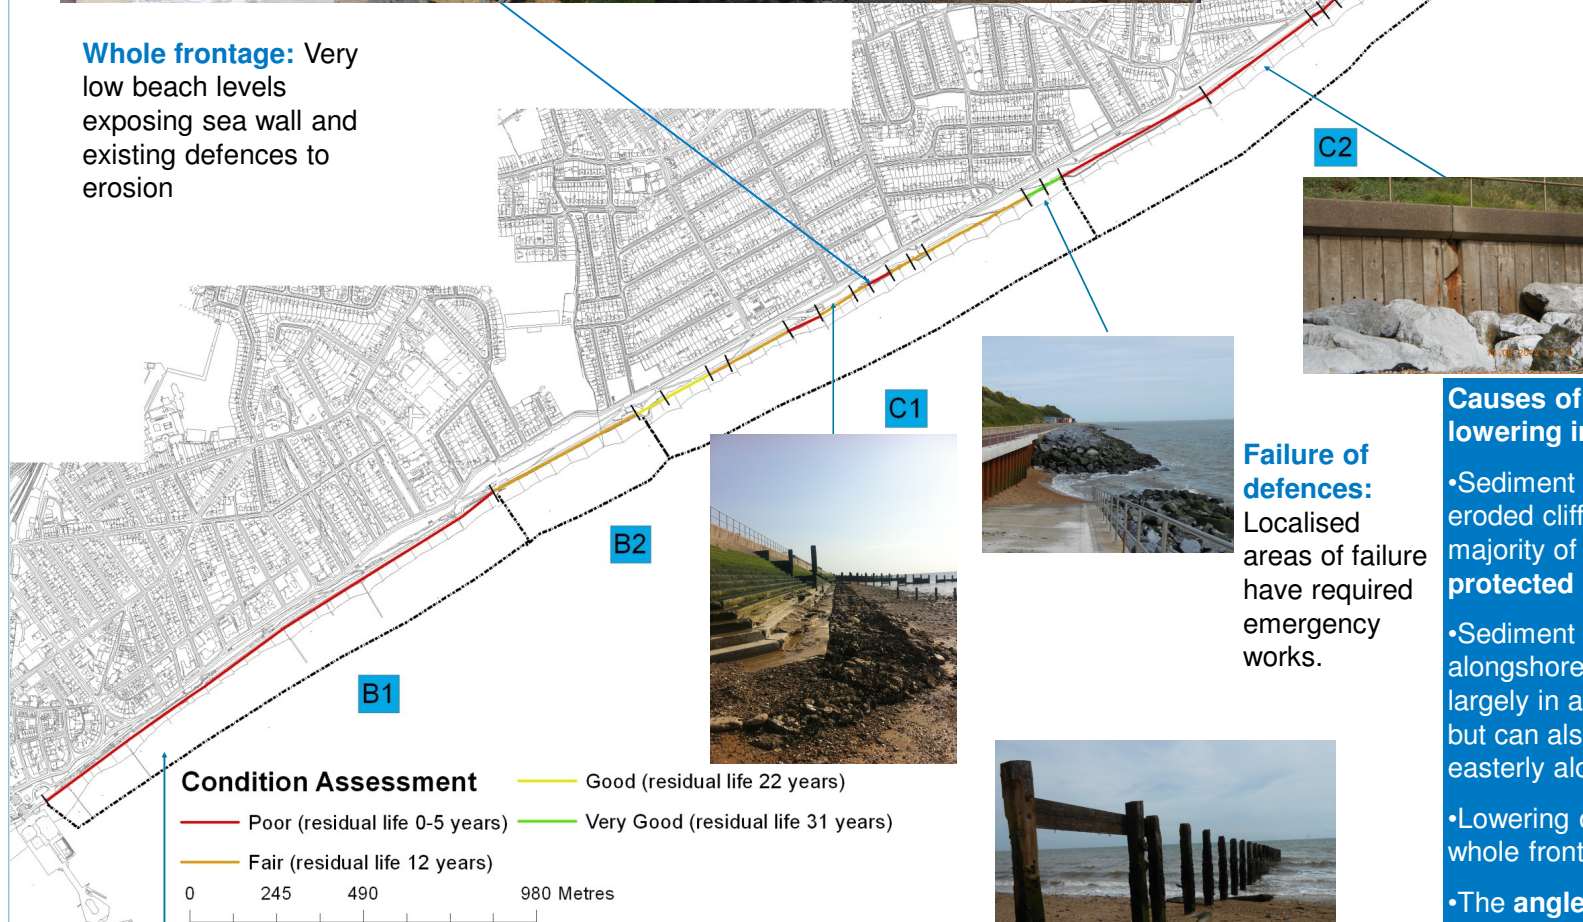 Whole frontage: Very
low beach levels
exposing sea wall and
existing defences to
erosion
C2
C1
B2
B1
Failure of
defences:
Localised
areas of failure
have required
emergency
works.
Causes of
lowering in
•Sediment
eroded cliff
majority of
protected
•Sediment
alongshore
largely in a
but can als
easterly alo
•Lowering
whole front
•The angle
Condition Assessment
Poor (residual life 0-5 years)
Fair (residual life 12 years)
Good (residual life 22 years)
Very Good (residual life 31 years)
0 245 490 980 Metres